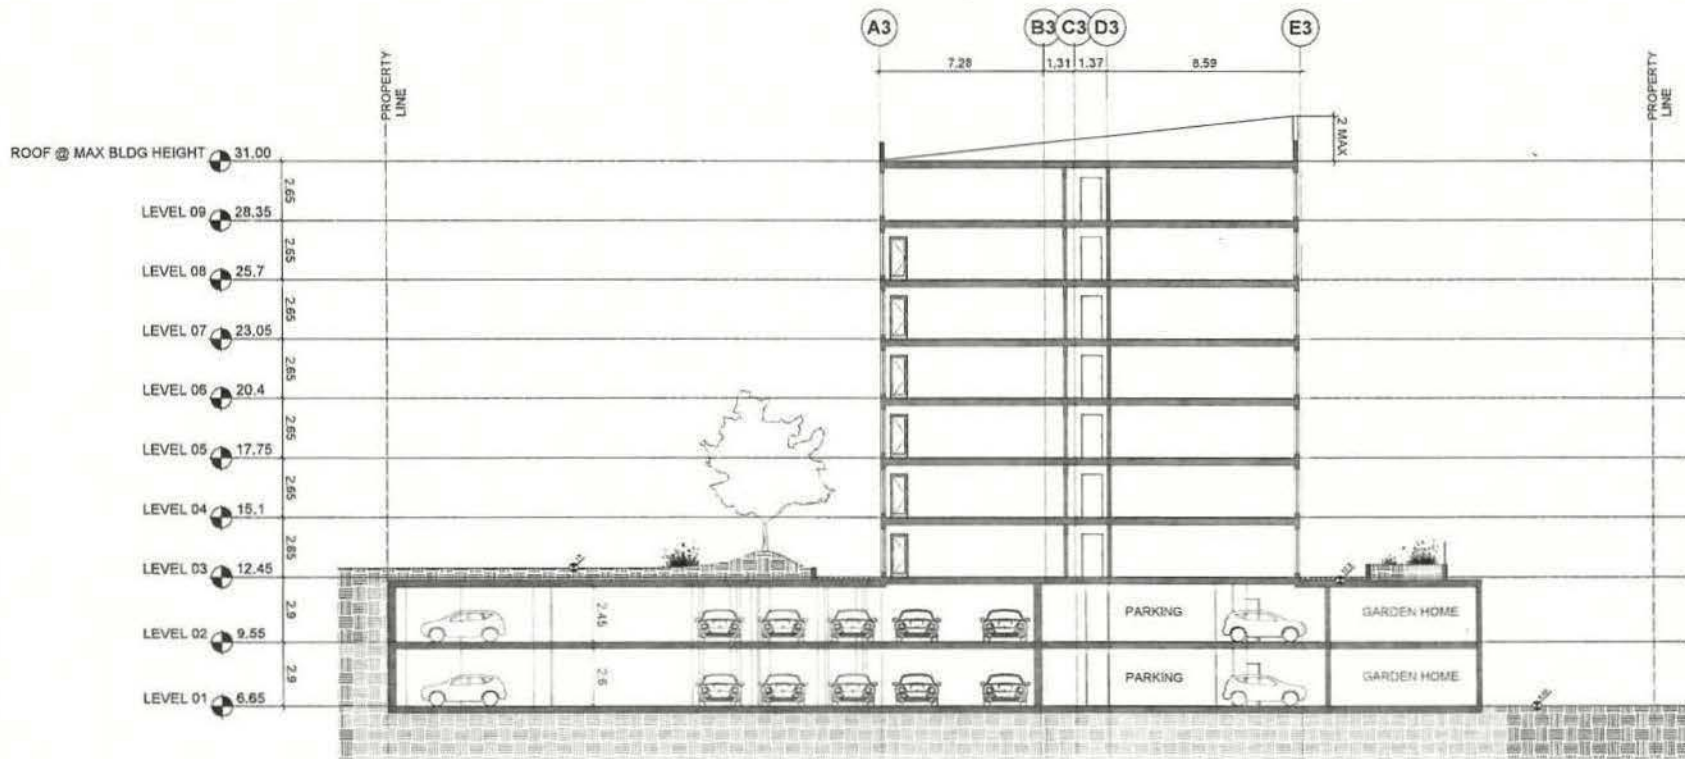 A3 B3 C3 D3 E3
7.28 1.31 1.37 8.59
PROPERTY
LINE
PROPERTY
LINE
2 MAX
ROOF @ MAX BLDG HEIGHT 31.00
2.65
LEVEL 09 28.35
2.65
LEVEL 08 25.7
2.65
LEVEL 07 23.05
2.65
LEVEL 06 20.4
2.65
LEVEL 05 17.75
2.65
LEVEL 04 15.1
2.65
LEVEL 03 12.45
2.9 2.45 PARKING GARDEN HOME
LEVEL 02 9.55
2.9 2.6 PARKING GARDEN HOME
LEVEL 01 6.65